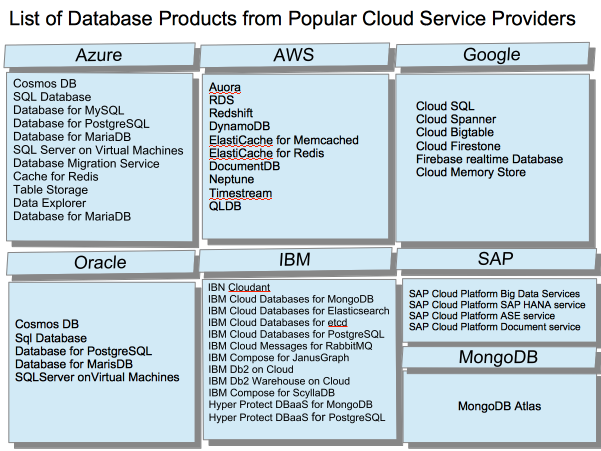 List of Database Products from Popular Cloud Service Providers
Azure
Cosmos DB
SQL Database
Database for MySQL
Database for PostgreSQL
Database for MariaDB
SQL Server on Virtual Machines
Database Migration Service
Cache for Redis
Table Storage
Data Explorer
Database for MariaDB
AWS
Auora
RDS
Redshift
DynamoDB
ElastiCache for Memcached
ElastiCache for Redis
DocumentDB
Neptune
Timestream
QLDB
Google
Cloud SQL
Cloud Spanner
Cloud Bigtable
Cloud Firestone
Firebase realtime Database
Cloud Memory Store
Oracle
Cosmos DB
Sql Database
Database for PostgreSQL
Database for MarisDB
SQLServer onVirtual Machines
IBM
IBN Cloudant
IBM Cloud Databases for MongoDB
IBM Cloud Databases for Elasticsearch
IBM Cloud Databases for etcd
IBM Cloud Databases for PostgreSQL
IBM Cloud Messages for RabbitMQ
IBM Compose for JanusGraph
IBM Db2 on Cloud
IBM Db2 Warehouse on Cloud
IBM Compose for ScyllaDB
Hyper Protect DBaaS for MongoDB
Hyper Protect DBaaS for PostgreSQL
SAP
SAP Cloud Platform Big Data Services
SAP Cloud Platform SAP HANA service
SAP Cloud Platform ASE service
SAP Cloud Platform Document service
MongoDB
MongoDB Atlas